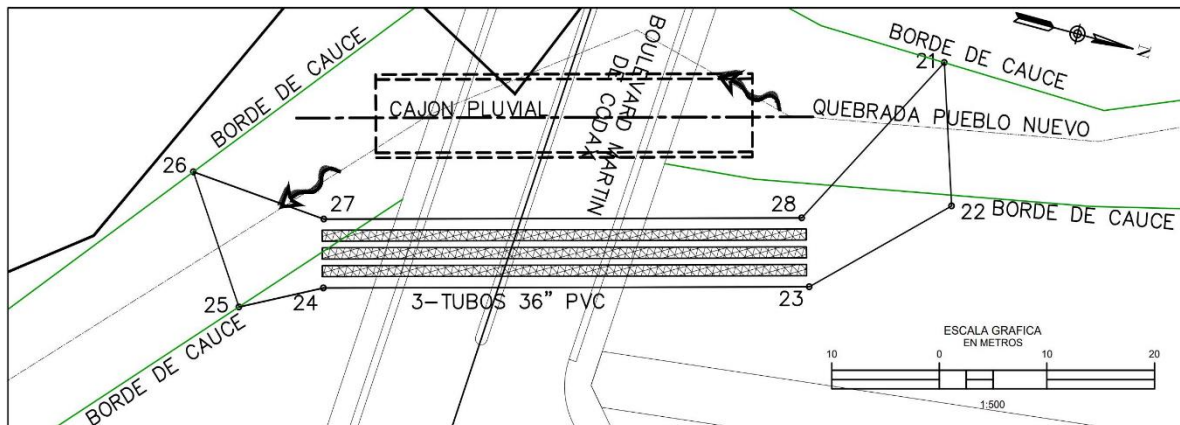 BORDE DE CAUCE
BOULEVARD MARTIN
DE CODAX
BORDE DE CAUCE
21
N
CAJON PLUVIAL
QUEBRADA PUEBLO NUEVO
26
27
28
22
BORDE DE CAUCE
25
24
3-TUBOS 36" PVC
23
BORDE DE CAUCE
ESCALA GRAFICA
EN METROS
10 0 10 20
1:500